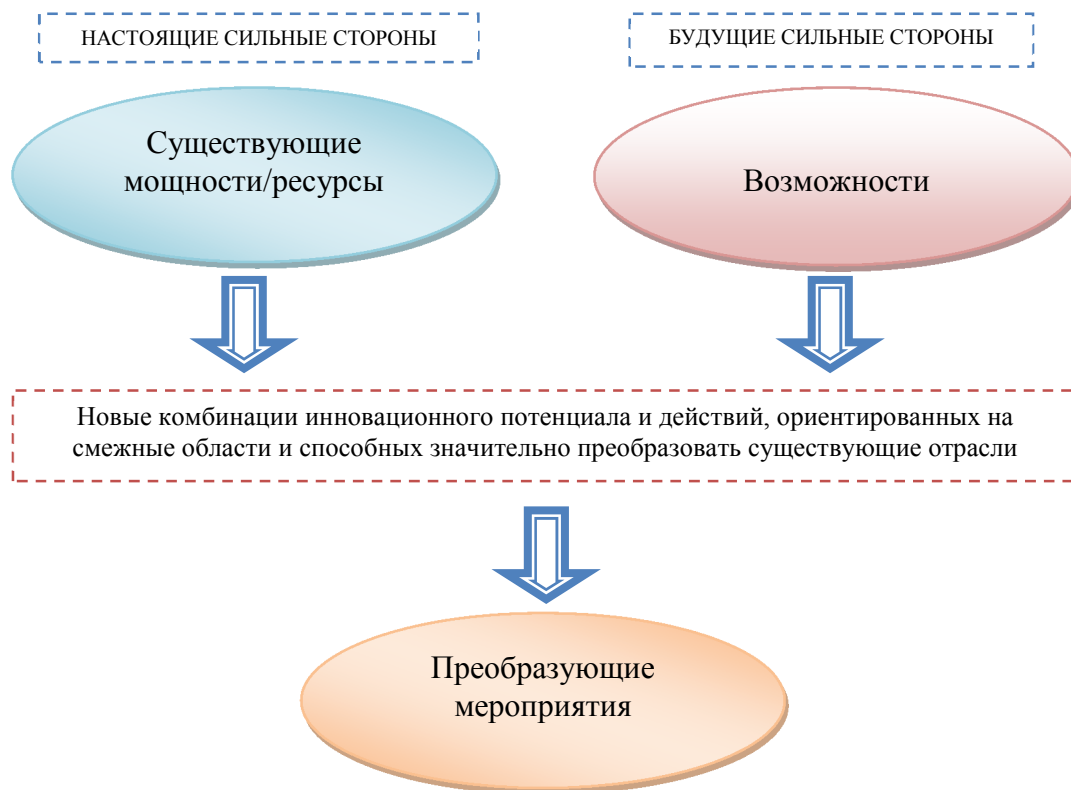 НАСТОЯЩИЕ СИЛЬНЫЕ СТОРОНЫ
БУДУЩИЕ СИЛЬНЫЕ СТОРОНЫ
Существующие
мощности/ресурсы
Возможности
Новые комбинации инновационного потенциала и действий, ориентированных на
смежные области и способных значительно преобразовать существующие отрасли
Преобразующие
мероприятия